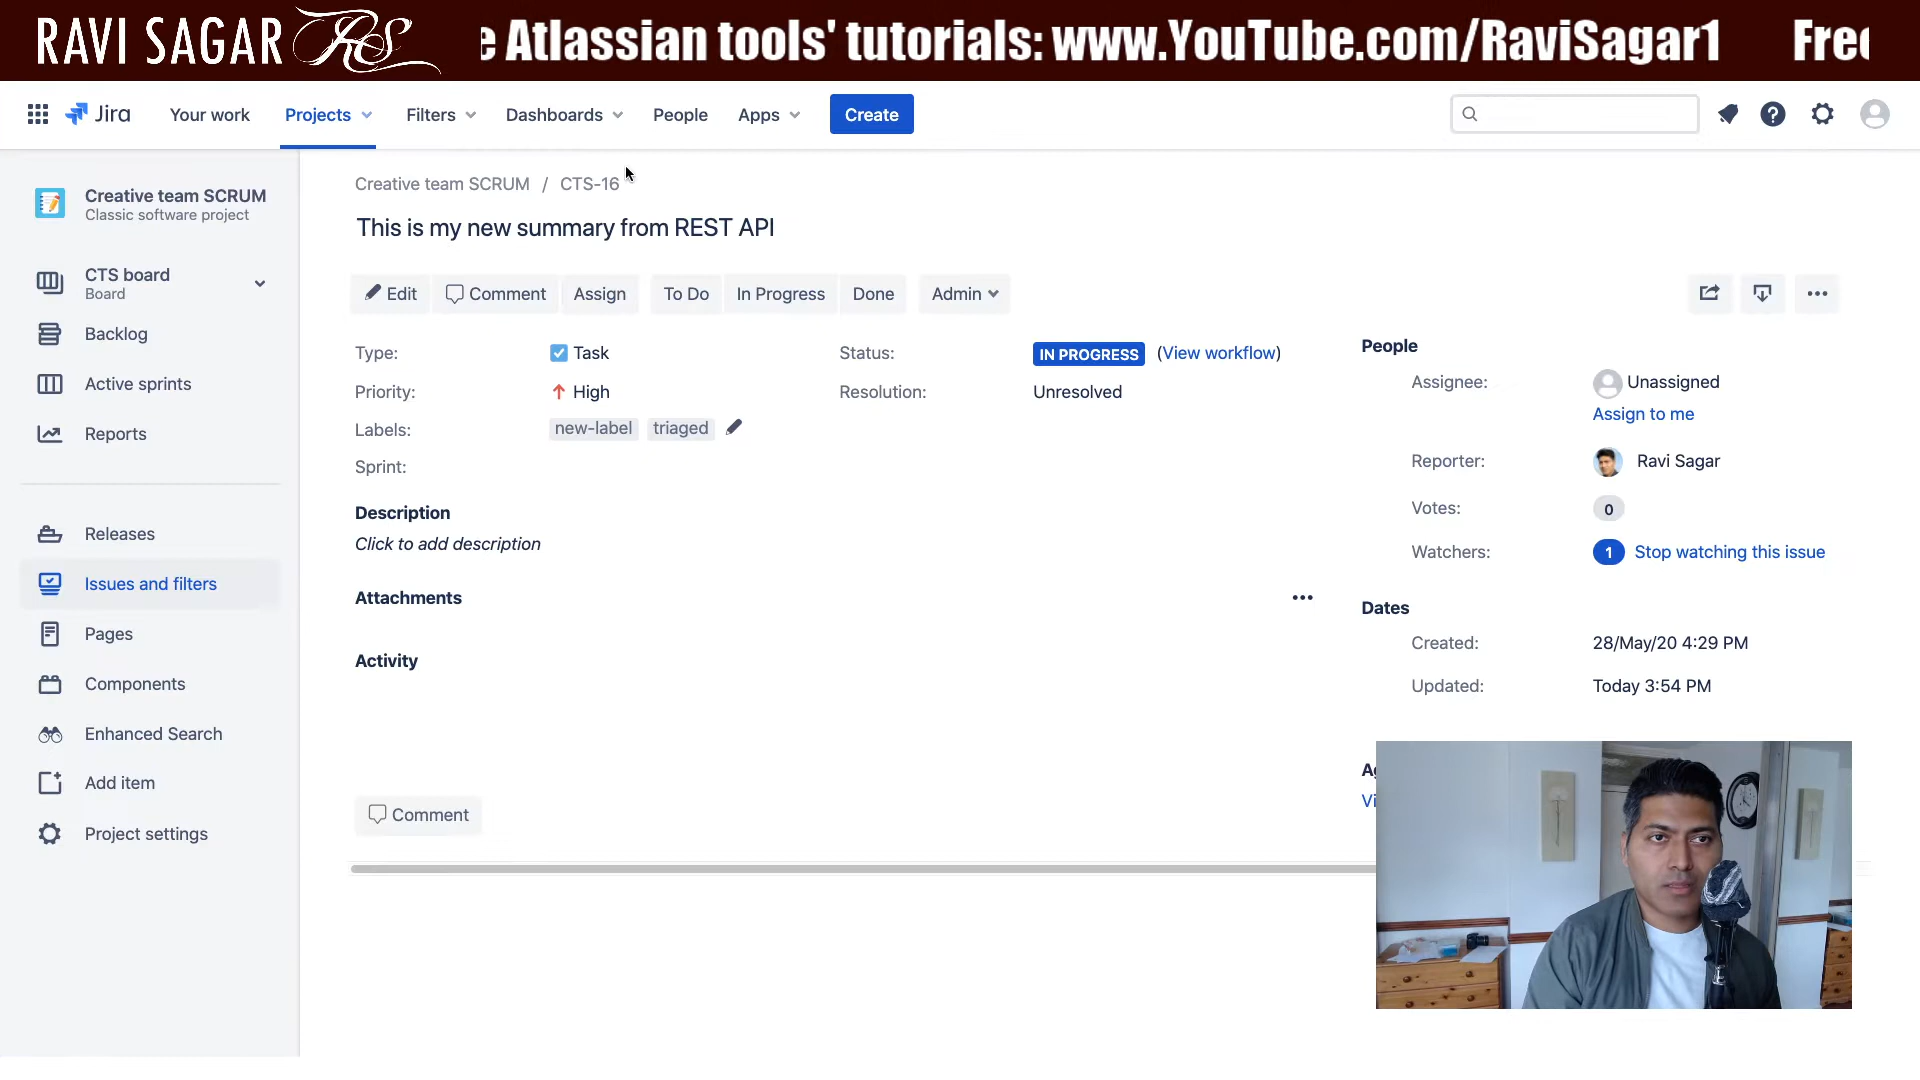 RAVI SAGAR RS e Atlassian tools' tutorials: www.YouTube.com/RaviSagar1 Free
Jira Your work Projects Filters Dashboards People Apps Create
Creative team SCRUM
Classic software project
CTS board
Board
Backlog
Active sprints
Reports
Releases
Issues and filters
Pages
Components
Enhanced Search
Add item
Project settings
Creative team SCRUM / CTS-16
This is my new summary from REST API
Edit Comment Assign To Do In Progress Done Admin
Type: Task Status: IN PROGRESS (View workflow)
Priority: High Resolution: Unresolved
Labels: new-label triaged
Sprint:
Description
Click to add description
Attachments
Activity
Comment
People
Assignee: Unassigned
Assign to me
Reporter: Ravi Sagar
Votes: 0
Watchers: 1 Stop watching this issue
Dates
Created: 28/May/20 4:29 PM
Updated: Today 3:54 PM